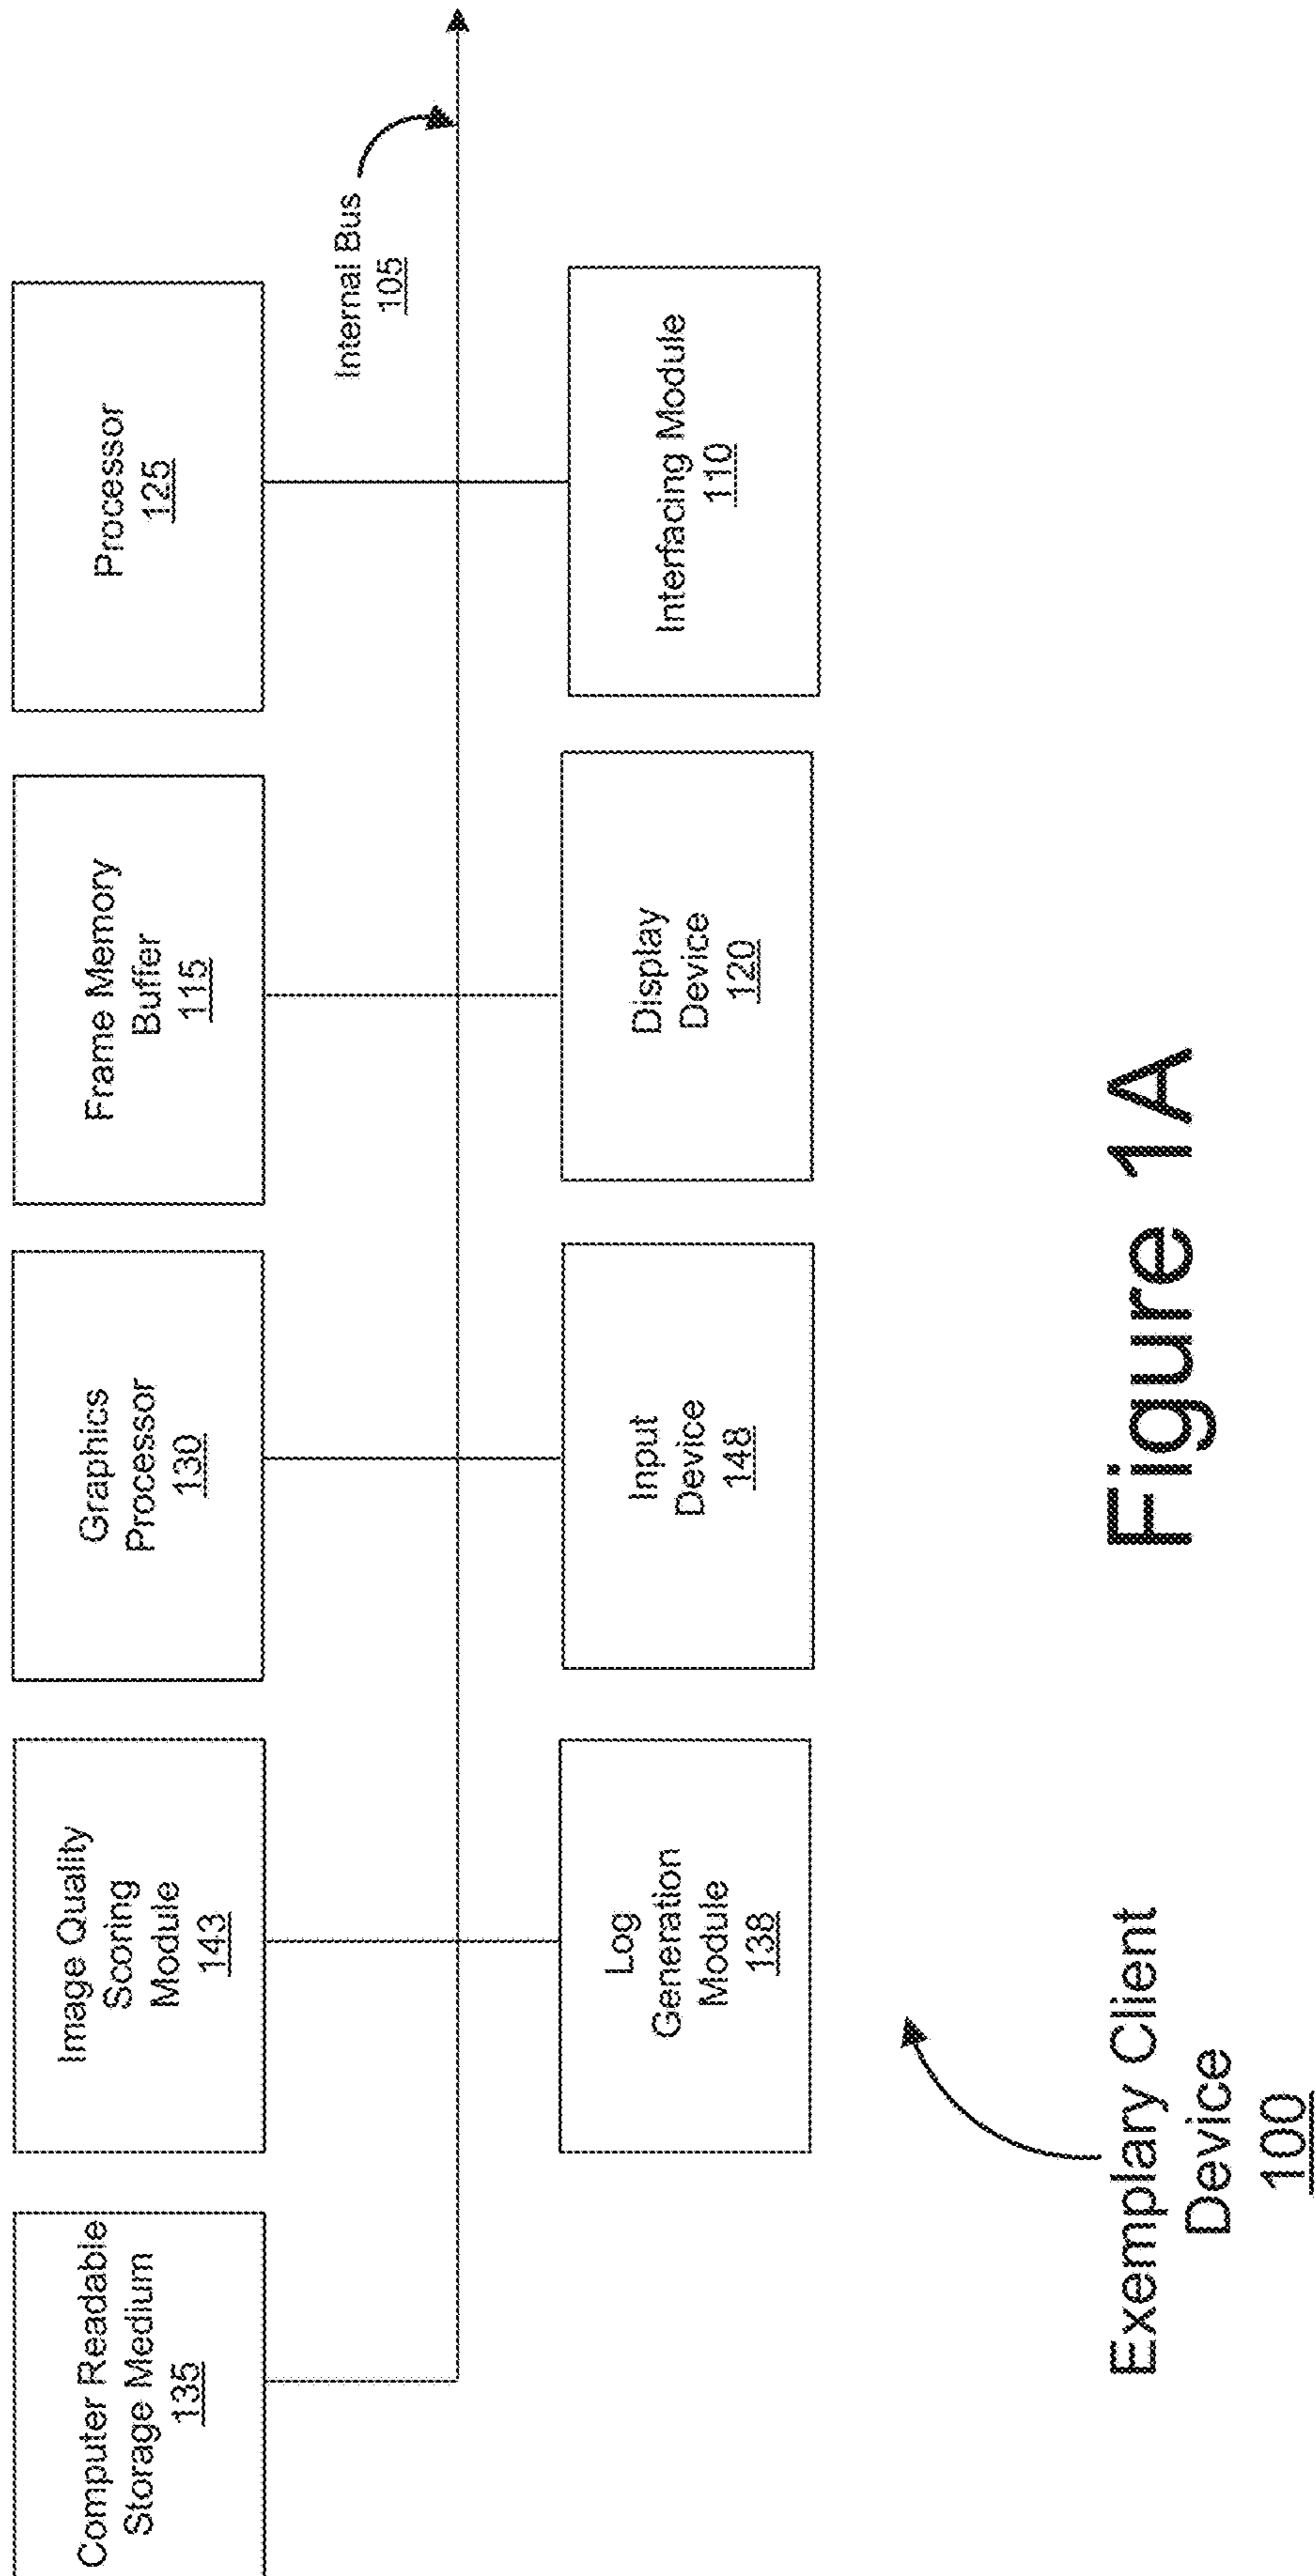 Computer Readable
Storage Medium
135
Image Quality
Scoring
Module
143
Graphics
Processor
130
Frame Memory
Buffer
115
Processor
125
Internal Bus
105
Log
Generation
Module
138
Input
Device
148
Display
Device
120
Interfacing Module
110
Exemplary Client
Device
100
Figure 1A